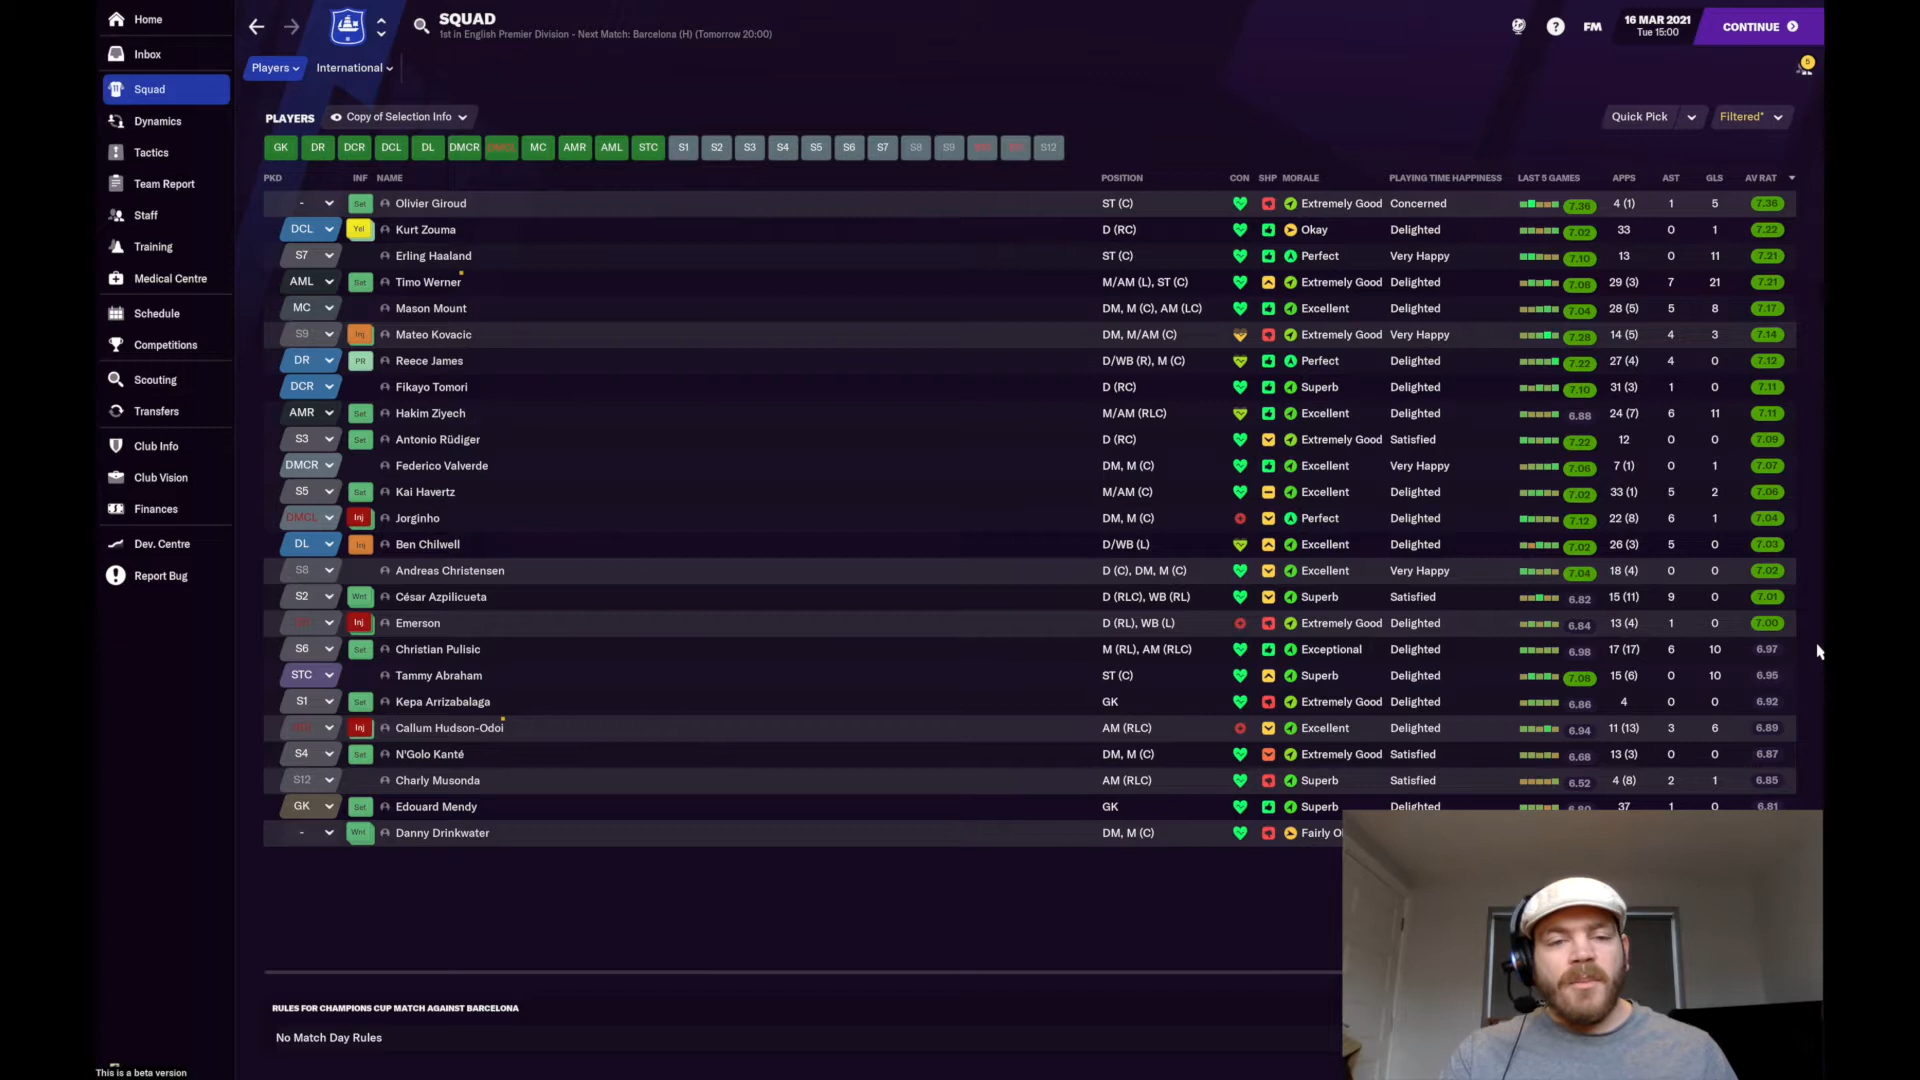 Home
SQUAD
1st in English Premier Division - Next Match: Barcelona (H) (Tomorrow 20:00)
FM
16 MAR 2021
Tue 15:00
CONTINUE
Inbox
Squad
Dynamics
Tactics
Team Report
Staff
Training
Medical Centre
Schedule
Competitions
Scouting
Transfers
Club Info
Club Vision
Finances
Dev. Centre
Report Bug
This is a beta version
Players International
5
PLAYERS Copy of Selection Info Quick Pick Filtered*
GK DR DCR DCL DL DMCR DMCL MC AMR AML STC S1 S2 S3 S4 S5 S6 S7 S8 S9 S12
PKD INF NAME POSITION CON SHP MORALE PLAYING TIME HAPPINESS LAST 5 GAMES APPS AST GLS AV RAT
- Set Olivier Giroud ST (C) Extremely Good Concerned 7.36 4 (1) 1 5 7.36
DCL Yel Kurt Zouma D (RC) Okay Delighted 7.02 33 0 1 7.22
S7 Erling Haaland ST (C) Perfect Very Happy 7.10 13 0 11 7.21
AML Set Timo Werner M/AM (L), ST (C) Extremely Good Delighted 7.08 29 (3) 7 21 7.21
MC Mason Mount DM, M (C), AM (LC) Excellent Delighted 7.04 28 (5) 5 8 7.17
S9 Inj Mateo Kovacic DM, M/AM (C) Extremely Good Very Happy 7.28 14 (5) 4 3 7.14
DR PR Reece James D/WB (R), M (C) Perfect Delighted 7.22 27 (4) 4 0 7.12
DCR Fikayo Tomori D (RC) Superb Delighted 7.10 31 (3) 1 0 7.11
AMR Set Hakim Ziyech M/AM (RLC) Excellent Delighted 6.88 24 (7) 6 11 7.11
S3 Set Antonio Rüdiger D (RC) Extremely Good Satisfied 7.22 12 0 0 7.09
DMCR Federico Valverde DM, M (C) Excellent Very Happy 7.06 7 (1) 0 1 7.07
S5 Set Kai Havertz M/AM (C) Excellent Delighted 7.02 33 (1) 5 2 7.06
DMCL Inj Jorginho DM, M (C) Perfect Delighted 7.12 22 (8) 6 1 7.04
DL Inj Ben Chilwell D/WB (L) Excellent Delighted 7.02 26 (3) 5 0 7.03
S8 Andreas Christensen D (C), DM, M (C) Excellent Very Happy 7.04 18 (4) 0 0 7.02
S2 Wnt César Azpilicueta D (RLC), WB (RL) Superb Satisfied 6.82 15 (11) 9 0 7.01
Inj Emerson D (RL), WB (L) Extremely Good Delighted 6.84 13 (4) 1 0 7.00
S6 Set Christian Pulisic M (RL), AM (RLC) Exceptional Delighted 6.98 17 (17) 6 10 6.97
STC Tammy Abraham ST (C) Superb Delighted 7.08 15 (6) 0 10 6.95
S1 Set Kepa Arrizabalaga GK Extremely Good Delighted 6.86 4 0 0 6.92
Inj Callum Hudson-Odoi AM (RLC) Excellent Delighted 6.94 11 (13) 3 6 6.89
S4 Set N'Golo Kanté DM, M (C) Extremely Good Satisfied 6.68 13 (3) 0 0 6.87
S12 Charly Musonda AM (RLC) Superb Satisfied 6.52 4 (8) 2 1 6.85
GK Set Edouard Mendy GK Superb Delighted 6.80 37 1 0 6.81
- Wnt Danny Drinkwater DM, M (C) Fairly
RULES FOR CHAMPIONS CUP MATCH AGAINST BARCELONA
No Match Day Rules